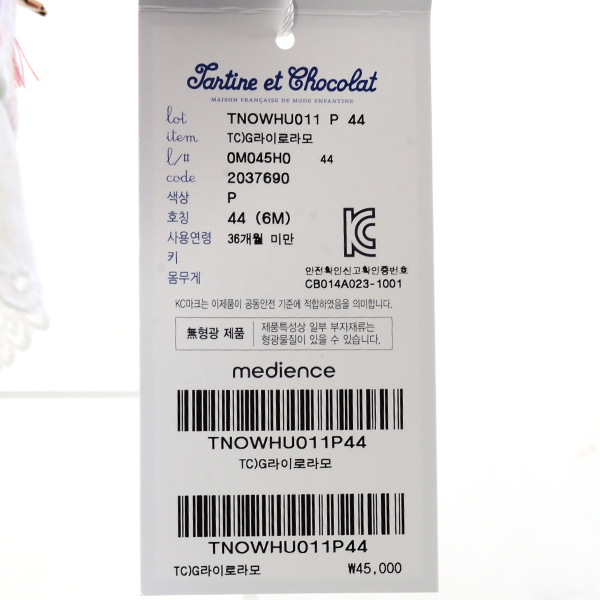 Tartine et Chocolat
MAISON FRANÇAISE DE MODE ENFANTINE
lot TNOWHU011 P 44
item TC)G라이로라모
l/# 0M045H0 44
code 2037690
색상 P
호칭 44 (6M)
사용연령 36개월 미만
키
몸무게
안전확인신고확인증번호
CB014A023-1001
KC마크는 이제품이 공동안전 기준에 적합하였음을 의미합니다.
無형광 제품 제품특성상 일부 부자재류는
형광물질이 있을 수 있습니다.
medience
TNOWHU011P44
TC)G라이로라모
TNOWHU011P44
TC)G라이로라모 ₩45,000